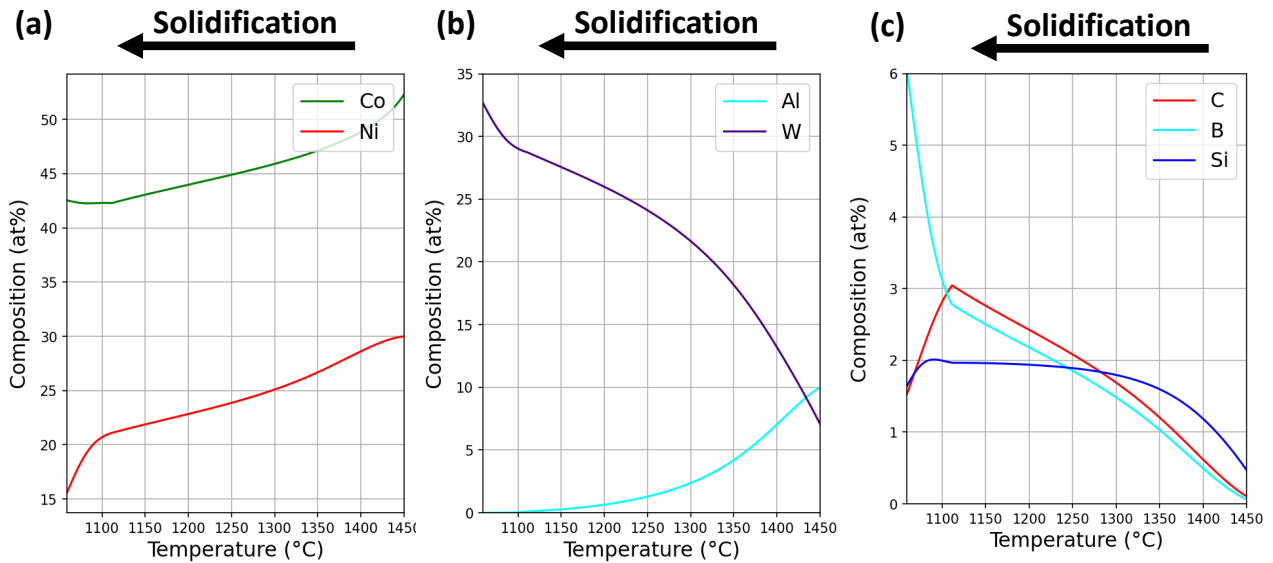 (a) Solidification
(b) Solidification
(c) Solidification
Co
Ni
50
45
40
35
30
25
20
15
1100 1150 1200 1250 1300 1350 1400 1450
Temperature (°C)
Composition (at%)
Al
W
35
30
25
20
15
10
5
0
1100 1150 1200 1250 1300 1350 1400 1450
Temperature (°C)
Composition (at%)
C
B
Si
6
5
4
3
2
1
0
1100 1150 1200 1250 1300 1350 1400 1450
Temperature (°C)
Composition (at%)